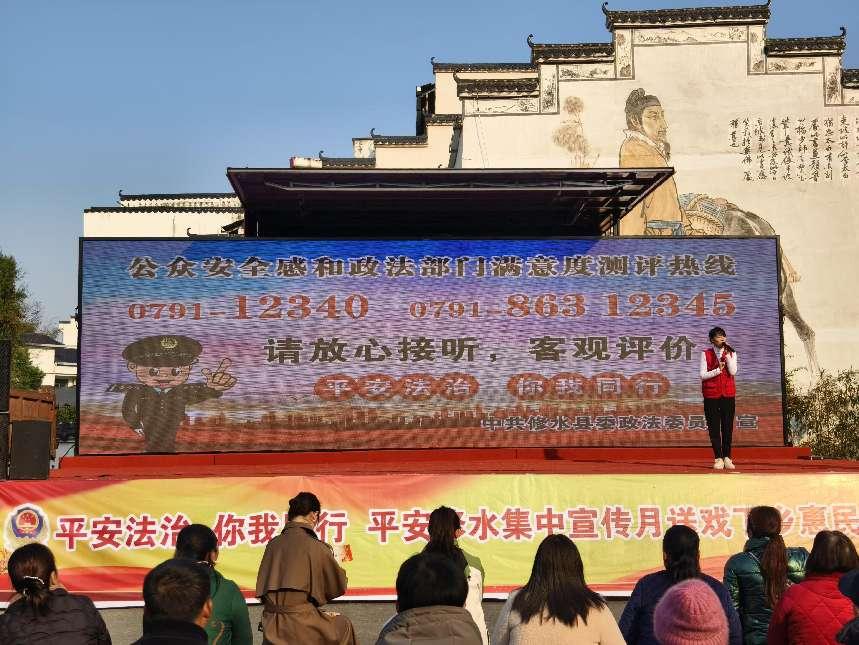 公众安全感和政法部门满意度测评热线
0791-12340 0791-863 12345
请放心接听，客观评价
平安法治 你我同行
中共修水县委政法委员 宣
平安法治 你我 行 平安 水集中宣传月送戏下乡惠民